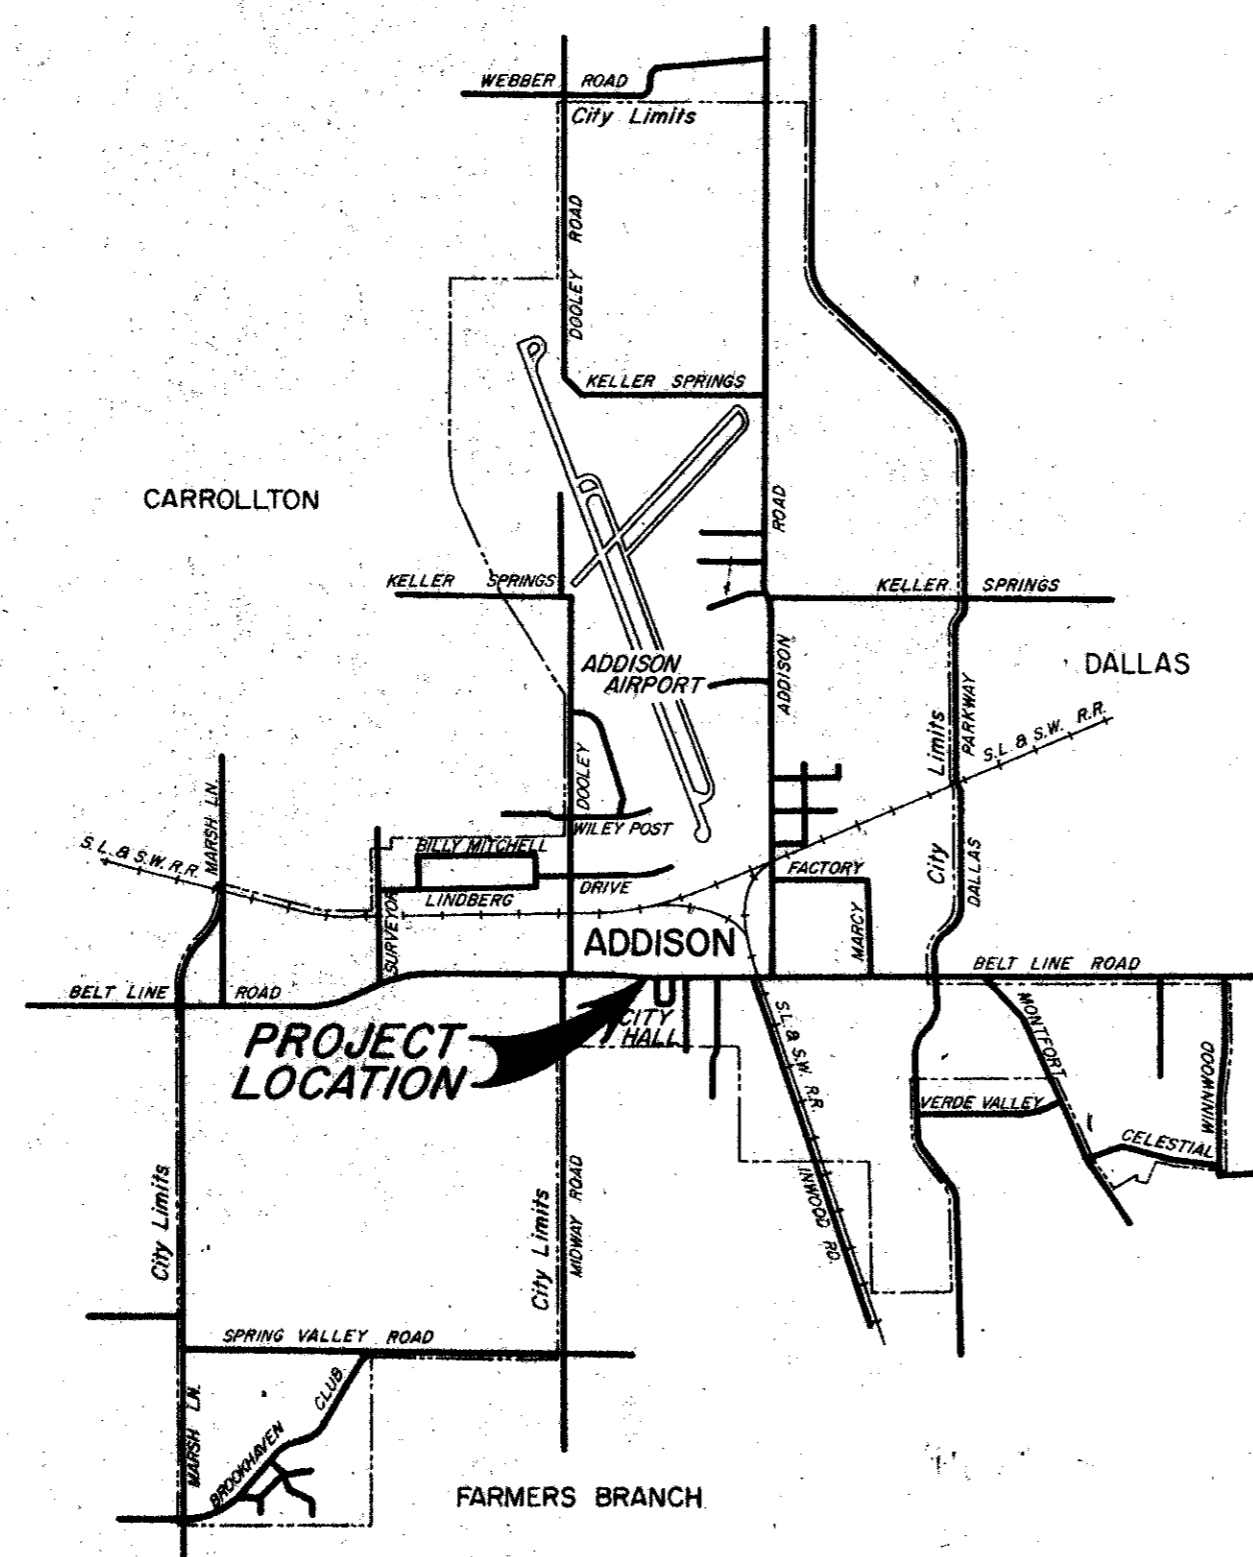 WEBBER ROAD
City Limits
DOOLEY ROAD
KELLER SPRINGS
CARROLLTON
ROAD
KELLER SPRINGS
KELLER SPRINGS
ADDISON
AIRPORT
ADDISON
DALLAS
City Limits
PARKWAY
S.L. & S.W. R.R.
MARSH LN.
DOOLEY
WILEY POST
S.L. & S.W. R.R.
BILLY MITCHELL
DRIVE
FACTORY
City
DALLAS
LINDBERG
SURVEYOR
MARCY
ADDISON
BELT LINE ROAD
BELT LINE ROAD
PROJECT
LOCATION
CITY
HALL
S.L. & S.W. R.R.
MONTFORT
WINNWOOD
VERDE VALLEY
CELESTIAL
City Limits
City Limits
MIDWAY ROAD
INWOOD RD.
SPRING VALLEY ROAD
MARSH LN.
BROOKHAVEN CLUB
FARMERS BRANCH